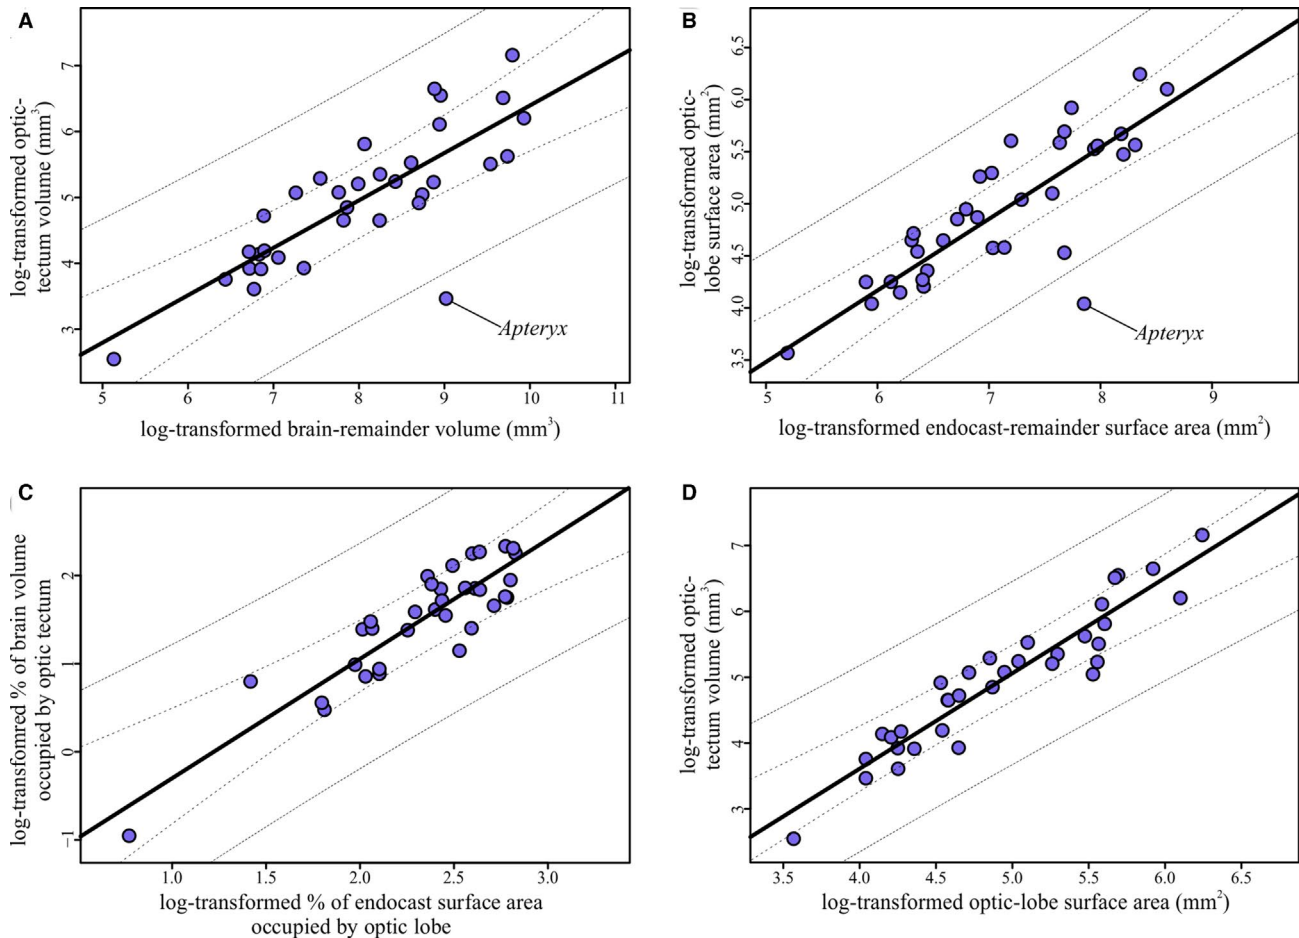 A
log-transformed optic-
tectum volume (mm³)
7
6
5
4
3
Apteryx
5 6 7 8 9 10 11
log-transformed brain-remainder volume (mm³)
B
log-transformed optic-
lobe surface area (mm²)
6.5
6.0
5.5
5.0
4.5
4.0
3.5
Apteryx
5 6 7 8 9
log-transformed endocast-remainder surface area (mm²)
C
log-transfonmred % of brain volume
occupied by optic tectum
2
1
0
−1
1.0 1.5 2.0 2.5 3.0
log-transformed % of endocast surface area
occupied by optic lobe
D
log-transformed optic-
tectum volume (mm³)
7
6
5
4
3
3.5 4.0 4.5 5.0 5.5 6.0 6.5
log-transformed optic-lobe surface area (mm²)